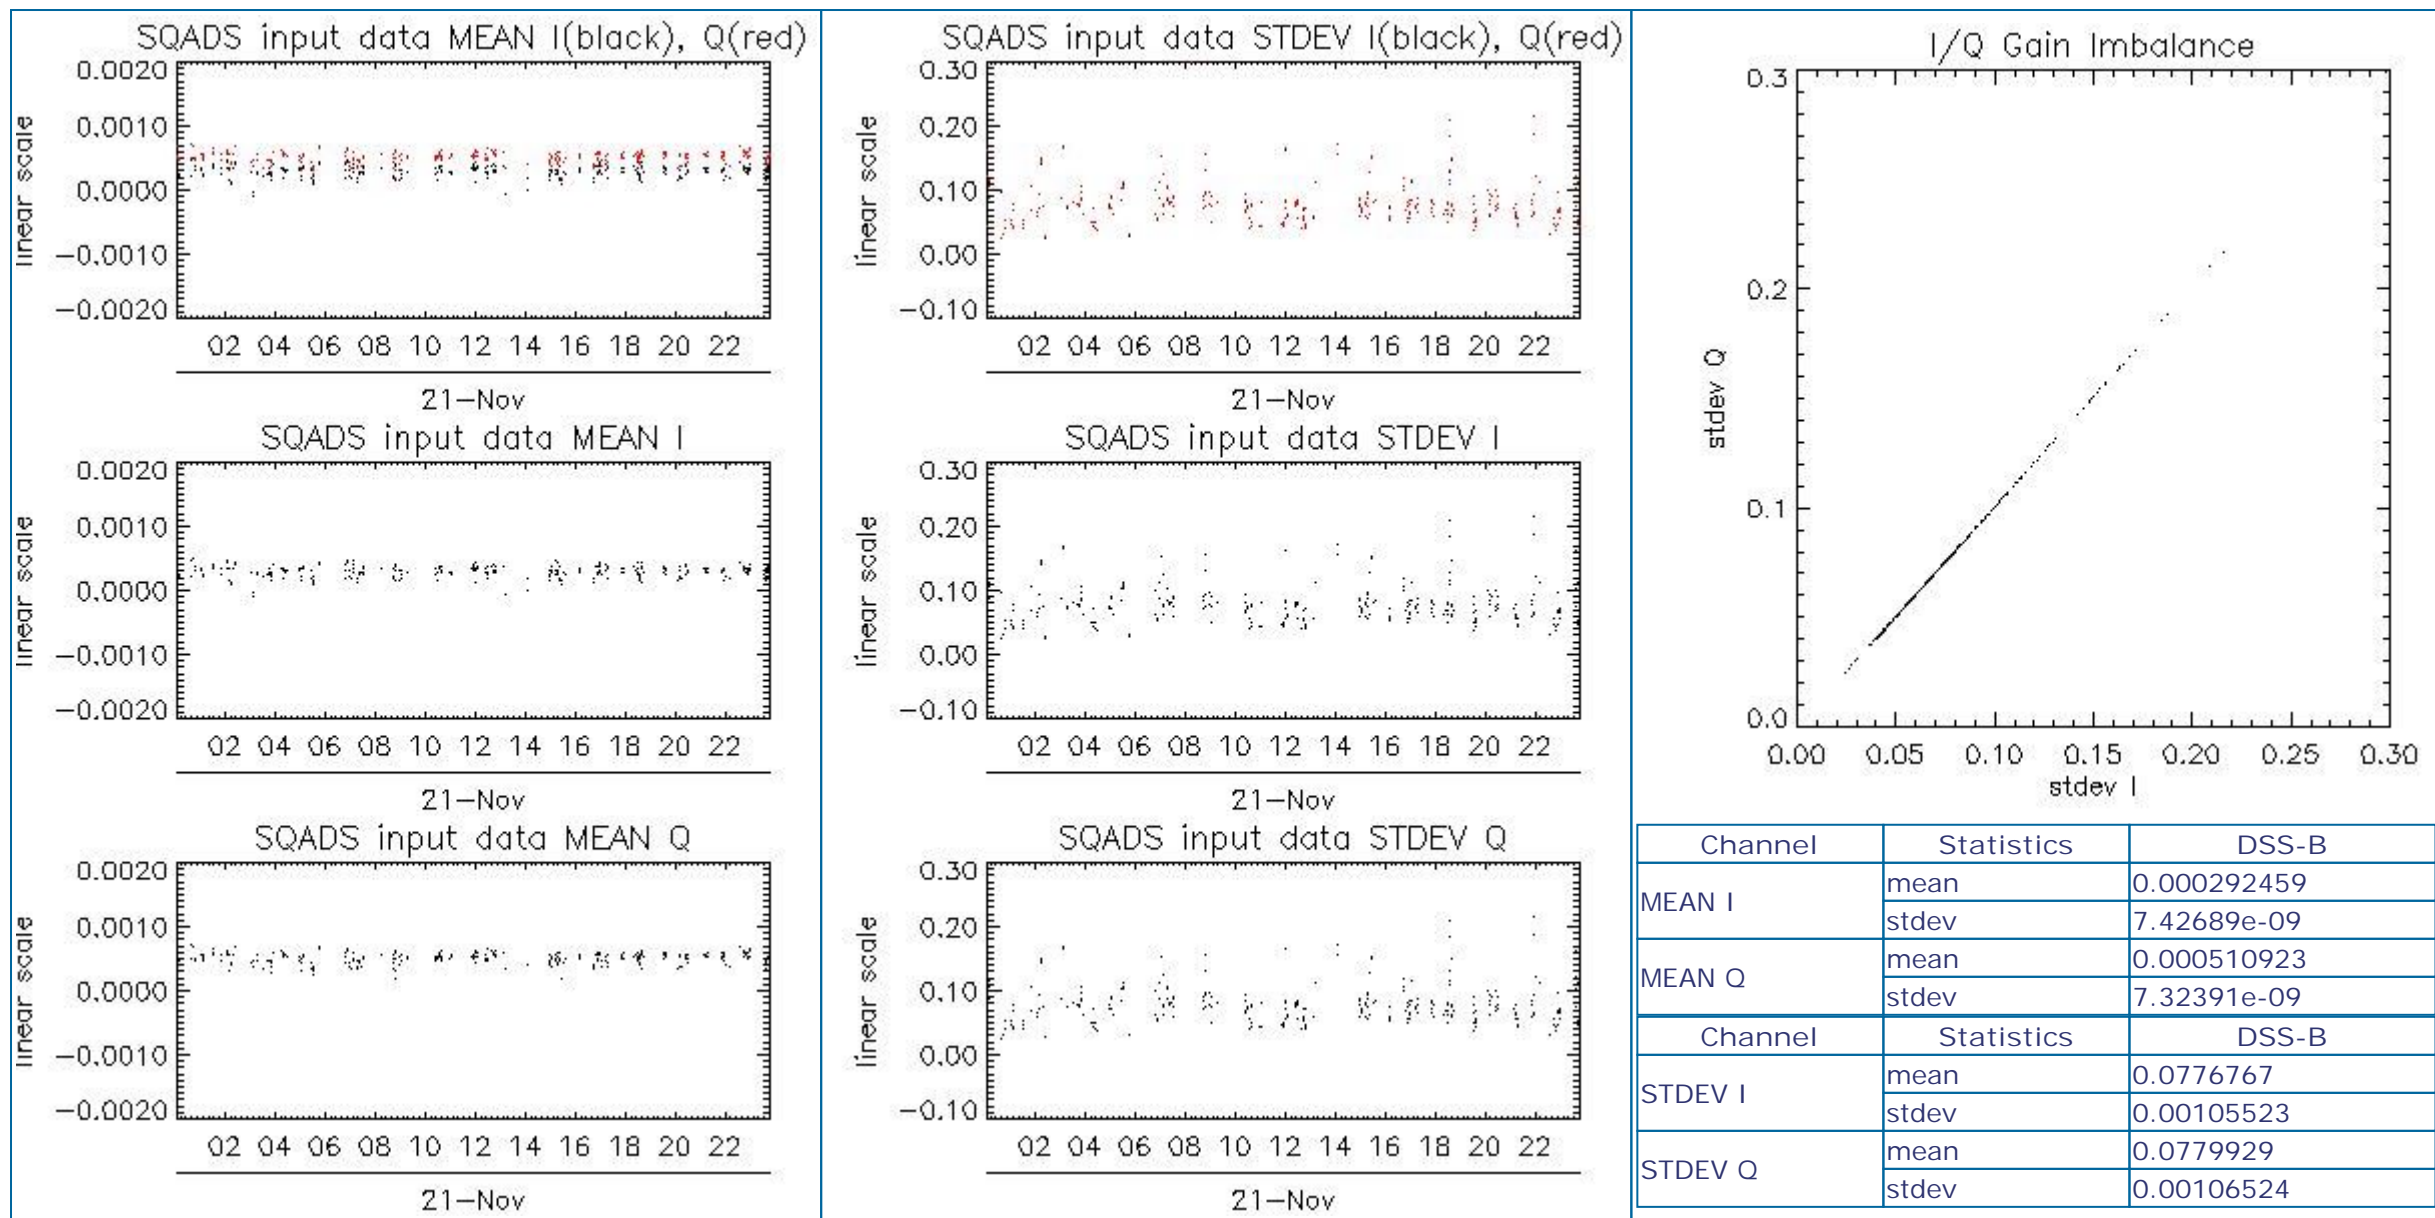 SQADS input data MEAN I(black), Q(red)
linear scale
0.0020
0.0010
0.0000
−0.0010
−0.0020
02 04 06 08 10 12 14 16 18 20 22
21−Nov
SQADS input data MEAN I
linear scale
0.0020
0.0010
0.0000
−0.0010
−0.0020
02 04 06 08 10 12 14 16 18 20 22
21−Nov
SQADS input data MEAN Q
linear scale
0.0020
0.0010
0.0000
−0.0010
−0.0020
02 04 06 08 10 12 14 16 18 20 22
21−Nov
SQADS input data STDEV I(black), Q(red)
linear scale
0.30
0.20
0.10
0.00
−0.10
02 04 06 08 10 12 14 16 18 20 22
21−Nov
SQADS input data STDEV I
linear scale
0.30
0.20
0.10
0.00
−0.10
02 04 06 08 10 12 14 16 18 20 22
21−Nov
SQADS input data STDEV Q
linear scale
0.30
0.20
0.10
0.00
−0.10
02 04 06 08 10 12 14 16 18 20 22
21−Nov
I/Q Gain Imbalance
stdev Q
0.3
0.2
0.1
0.0
0.00 0.05 0.10 0.15 0.20 0.25 0.30
stdev I
Channel Statistics DSS-B
MEAN I
mean 0.000292459
stdev 7.42689e-09
MEAN Q
mean 0.000510923
stdev 7.32391e-09
Channel Statistics DSS-B
STDEV I
mean 0.0776767
stdev 0.00105523
STDEV Q
mean 0.0779929
stdev 0.00106524